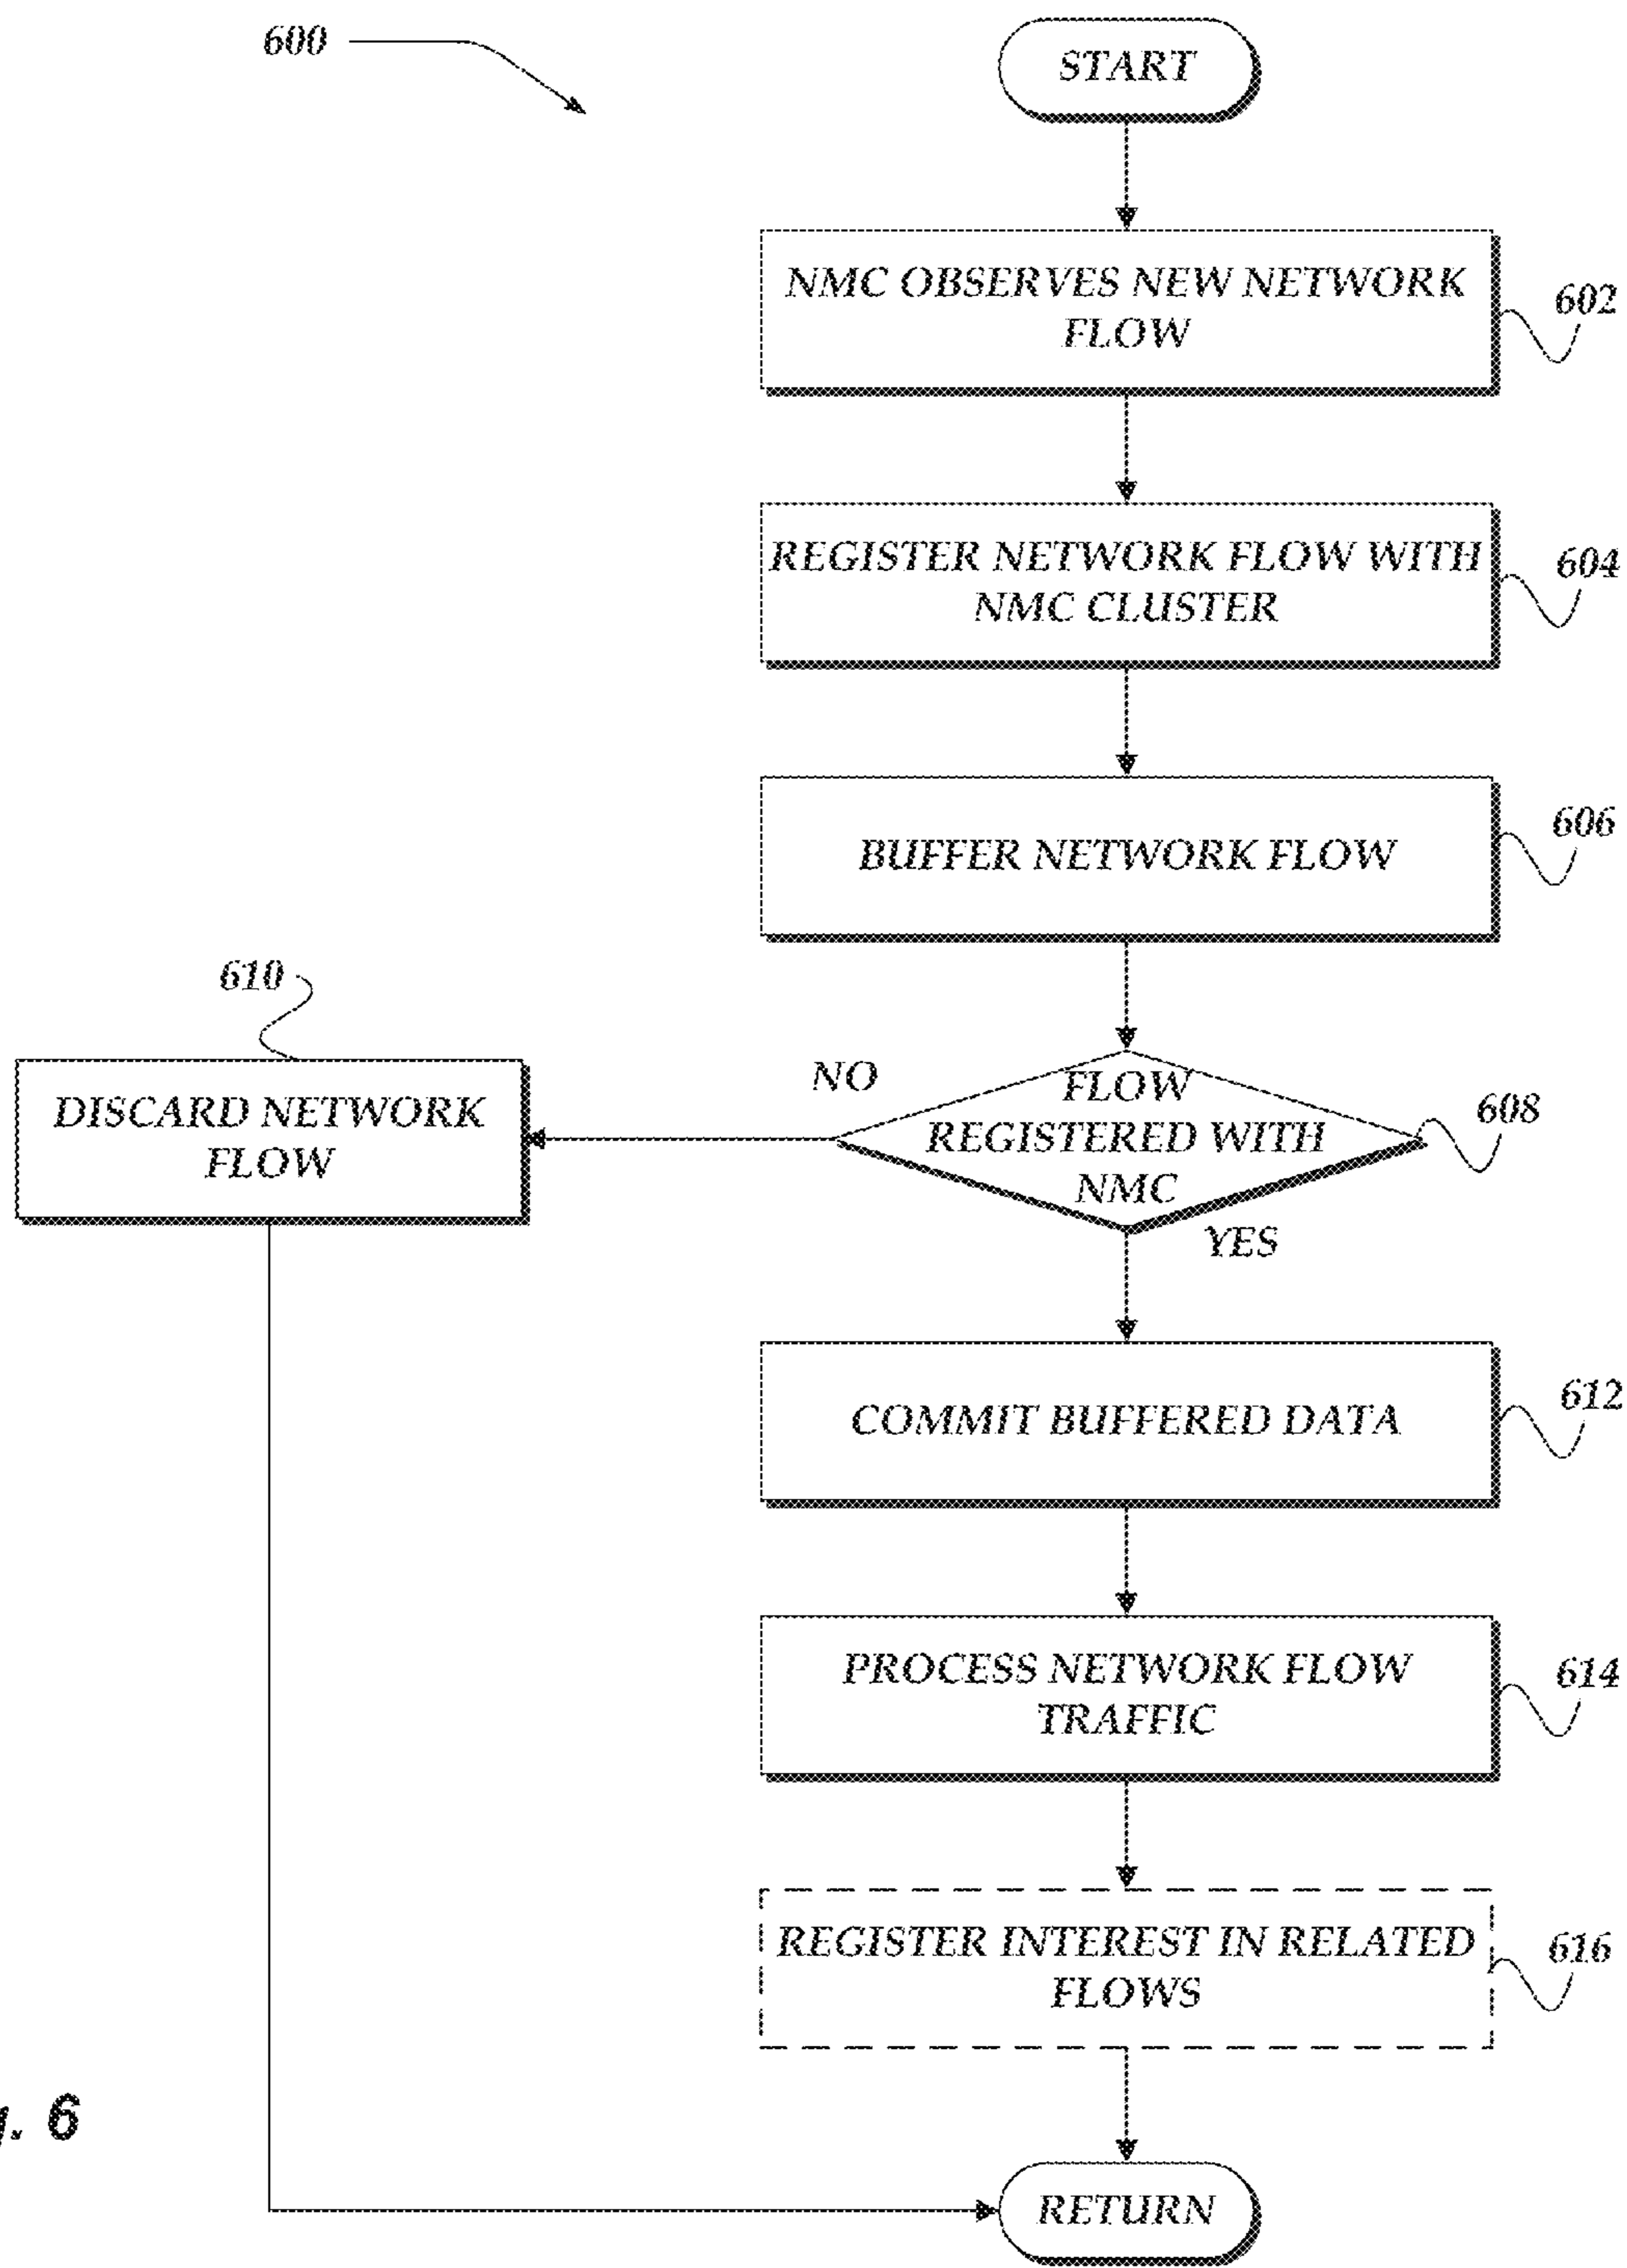 600
START
NMC OBSERVES NEW NETWORK
FLOW
602
REGISTER NETWORK FLOW WITH
NMC CLUSTER
604
BUFFER NETWORK FLOW
606
610
DISCARD NETWORK
FLOW
NO
FLOW
REGISTERED WITH
NMC
608
YES
COMMIT BUFFERED DATA
612
PROCESS NETWORK FLOW
TRAFFIC
614
REGISTER INTEREST IN RELATED
FLOWS
616
g. 6
RETURN